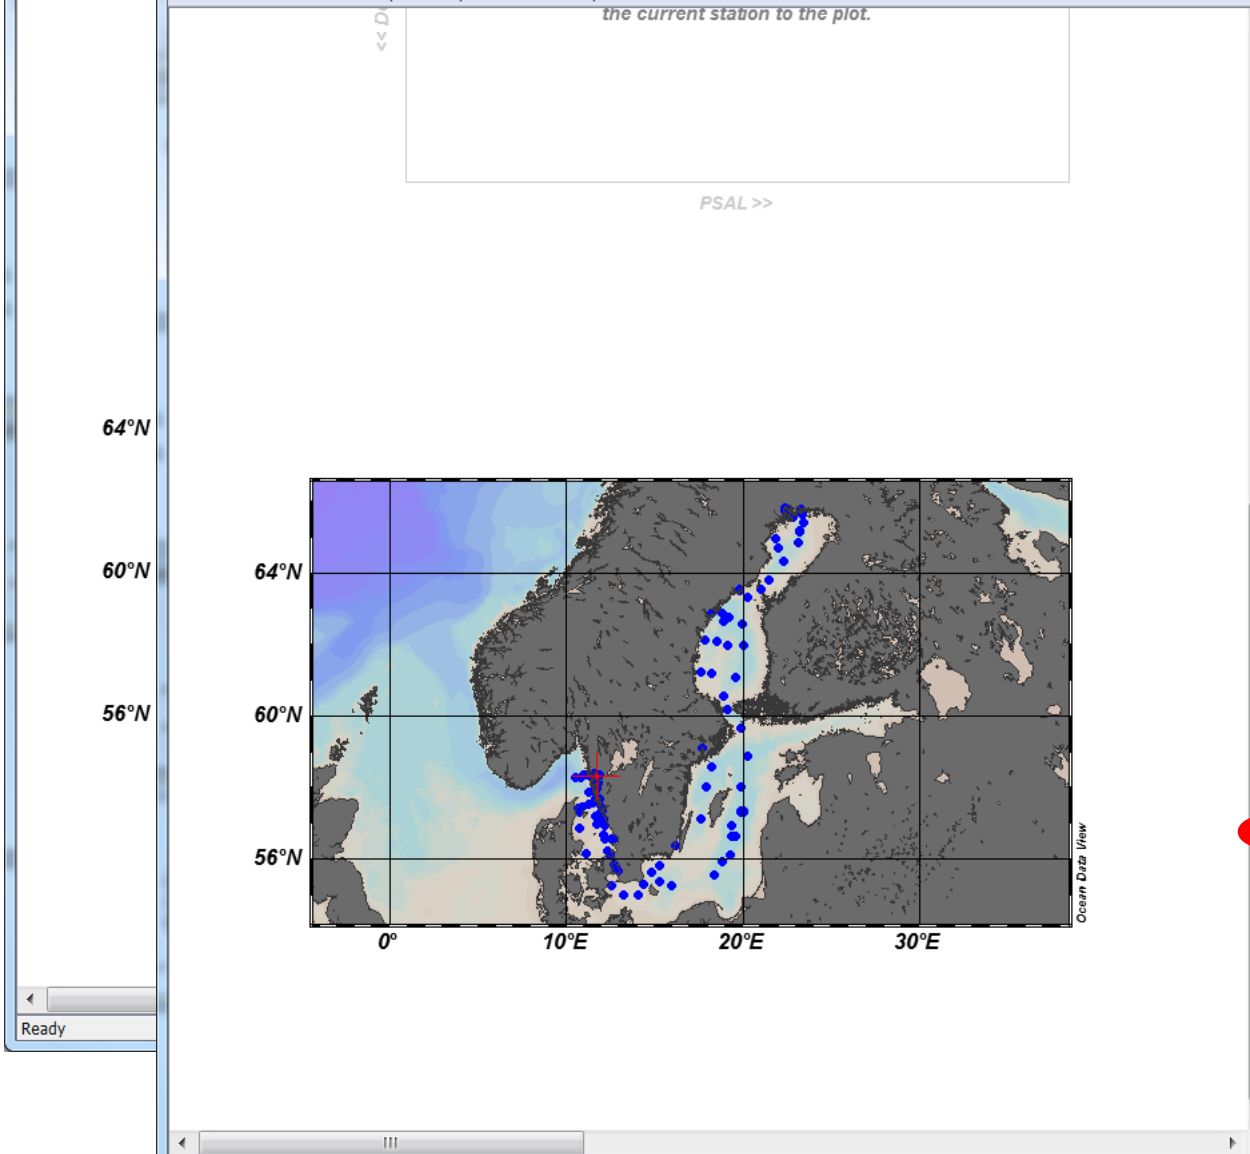 the current station to the plot.
<< D
PSAL >>
64°N
60°N
56°N
64°N
60°N
56°N
0°
10°E
20°E
30°E
Ocean Data View
Ready